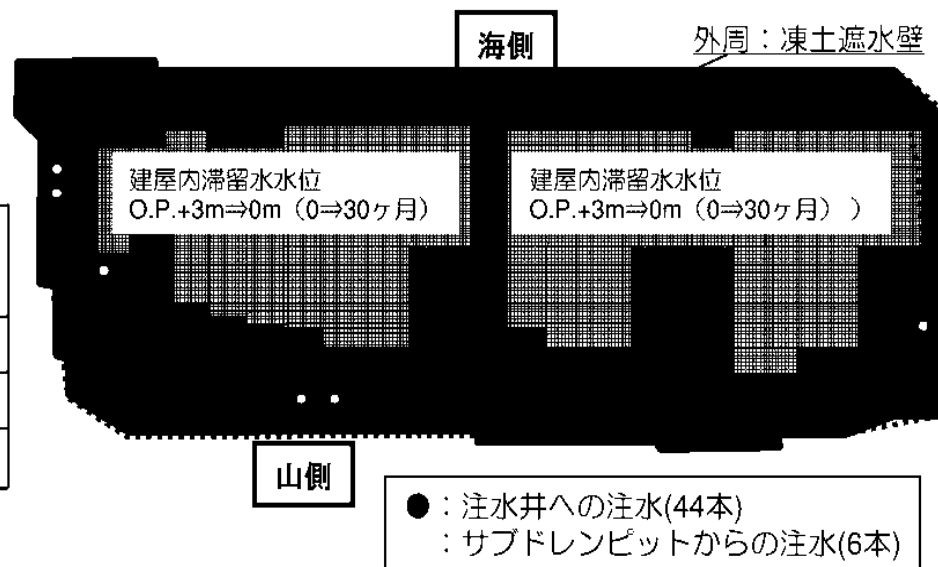 海側
外周：凍土遮水壁
建屋内滞留水水位
O.P.+3m⇒0m（0⇒30ヶ月）
建屋内滞留水水位
O.P.+3m⇒0m（0⇒30ヶ月））
山側
●：注水井への注水(44本)
：サブドレンピットからの注水(6本)